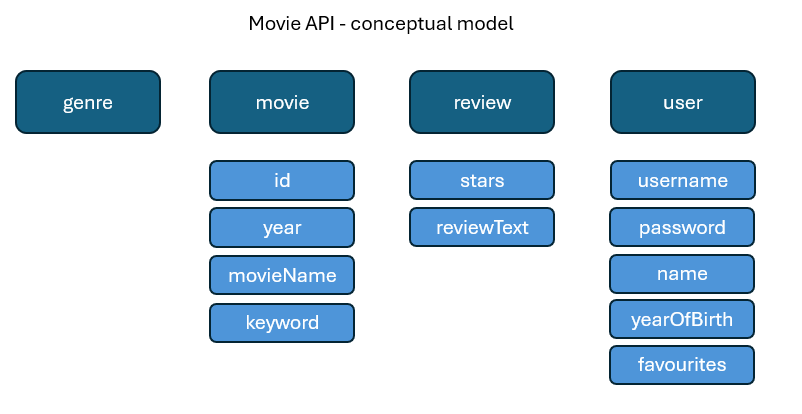 Movie API - conceptual model
genre
movie
review
user
id
stars
username
year
reviewText
password
movieName
name
keyword
yearOfBirth
favourites